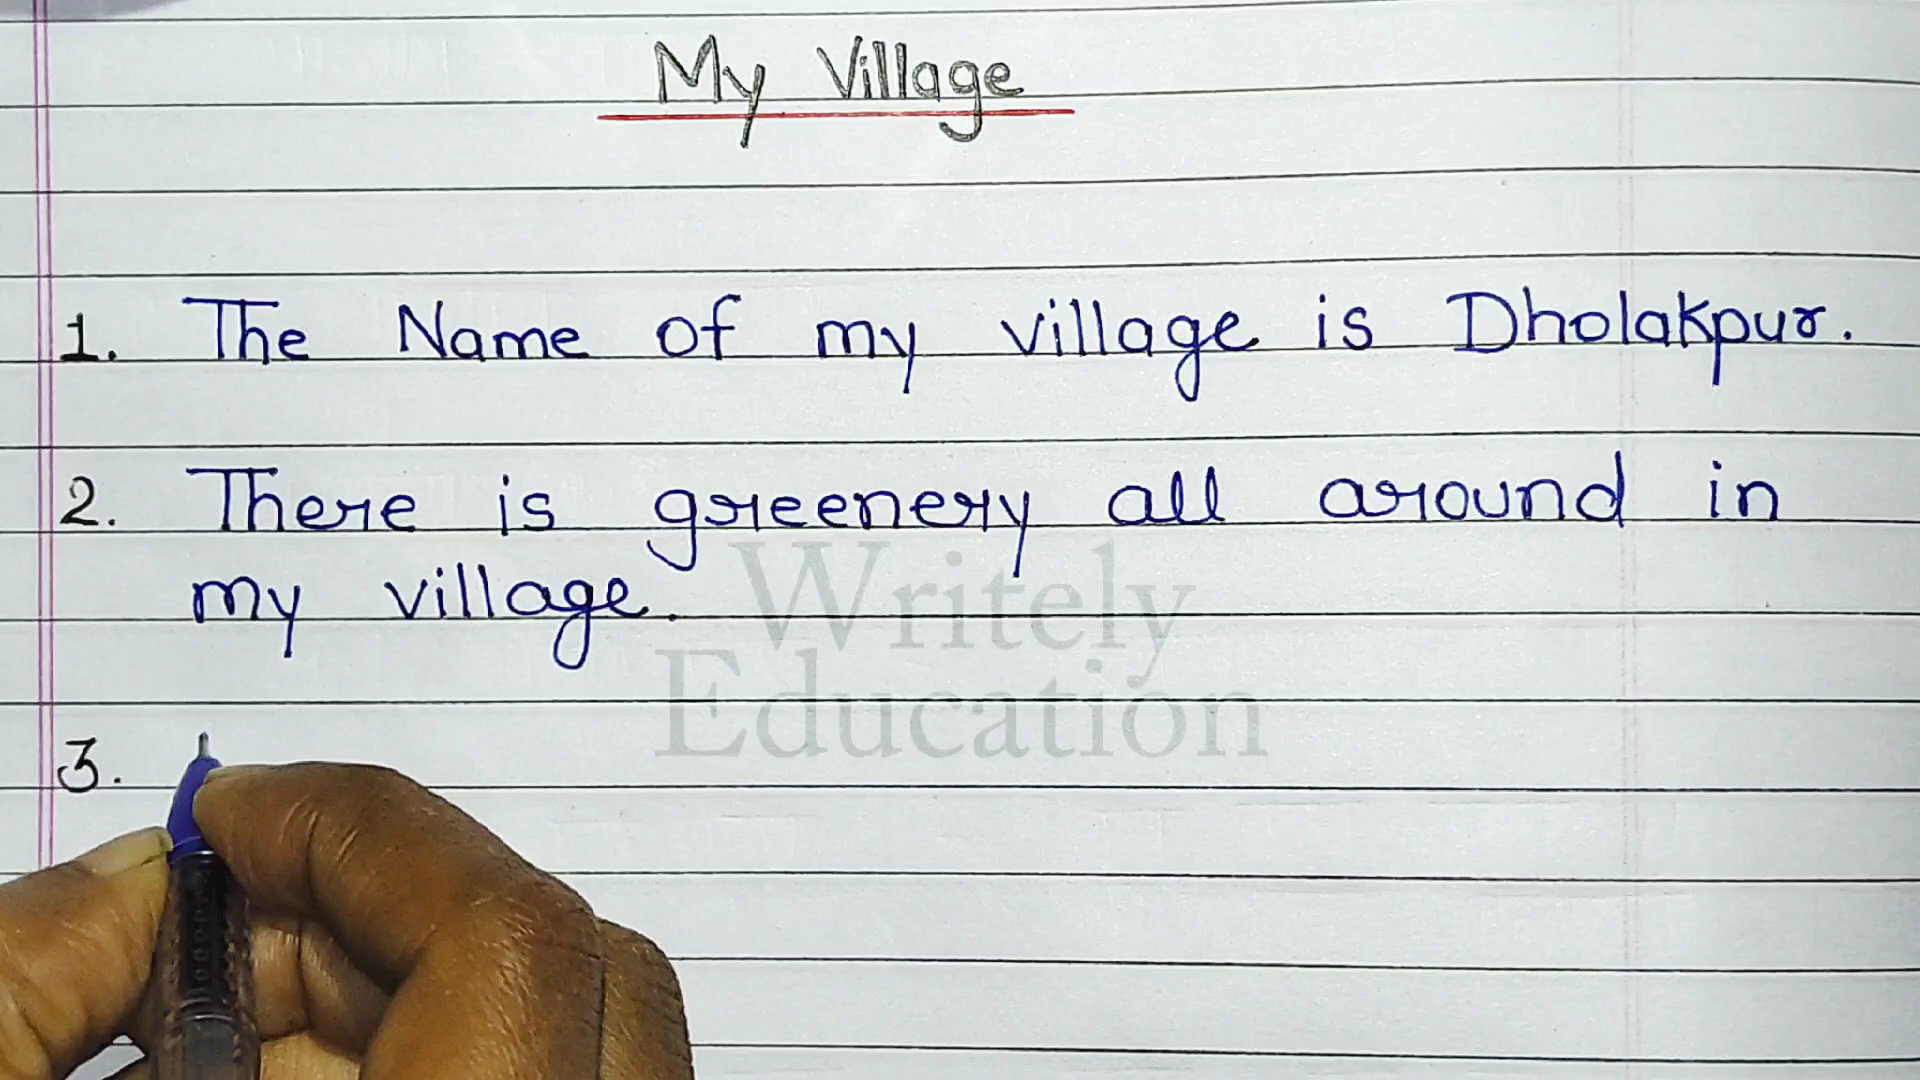 My Village
1. The Name of my village is Dholakpur.
2. There is greenery all around in
my village.
Writely
Education
3.